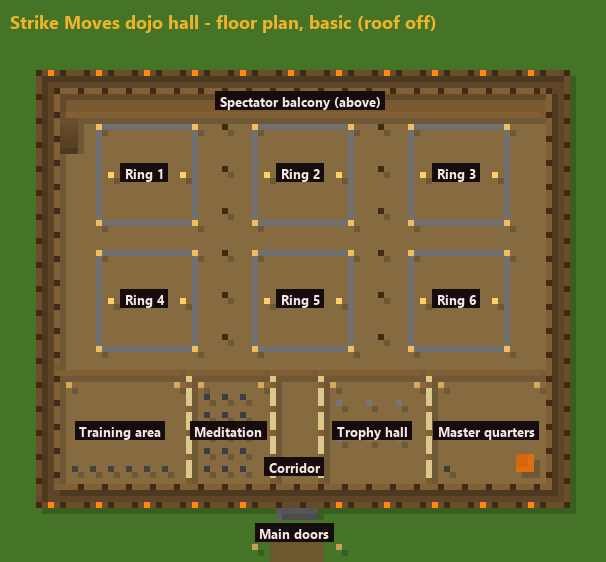 Strike Moves dojo hall - floor plan, basic (roof off)
Spectator balcony (above)
Ring 1
Ring 2
Ring 3
Ring 4
Ring 5
Ring 6
Training area
Meditation
Trophy hall
Master quarters
Corridor
Main doors